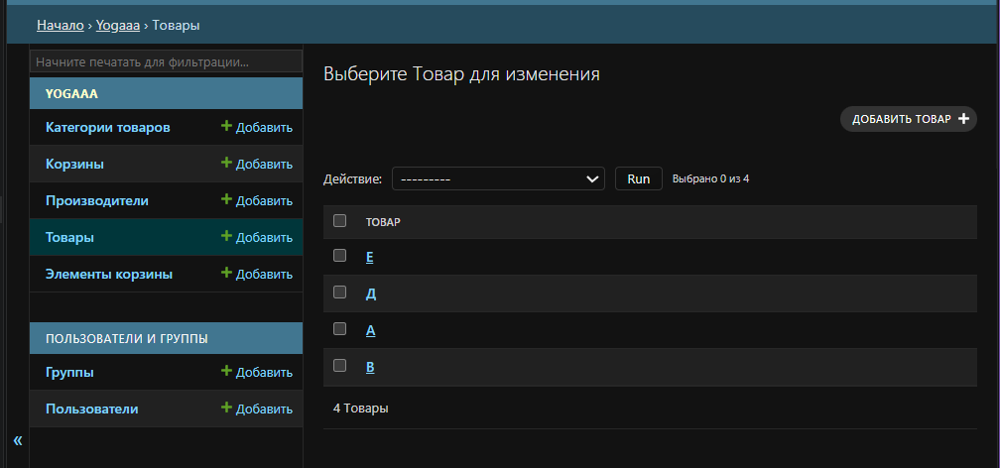 Начало › Yogaaa › Товары
Начните печатать для фильтрации...
YOGAAA
Категории товаров + Добавить
Корзины + Добавить
Производители + Добавить
Товары + Добавить
Элементы корзины + Добавить
ПОЛЬЗОВАТЕЛИ И ГРУППЫ
Группы + Добавить
Пользователи + Добавить
«
Выберите Товар для изменения
ДОБАВИТЬ ТОВАР +
Действие: --------- Run Выбрано 0 из 4
ТОВАР
Е
Д
А
В
4 Товары